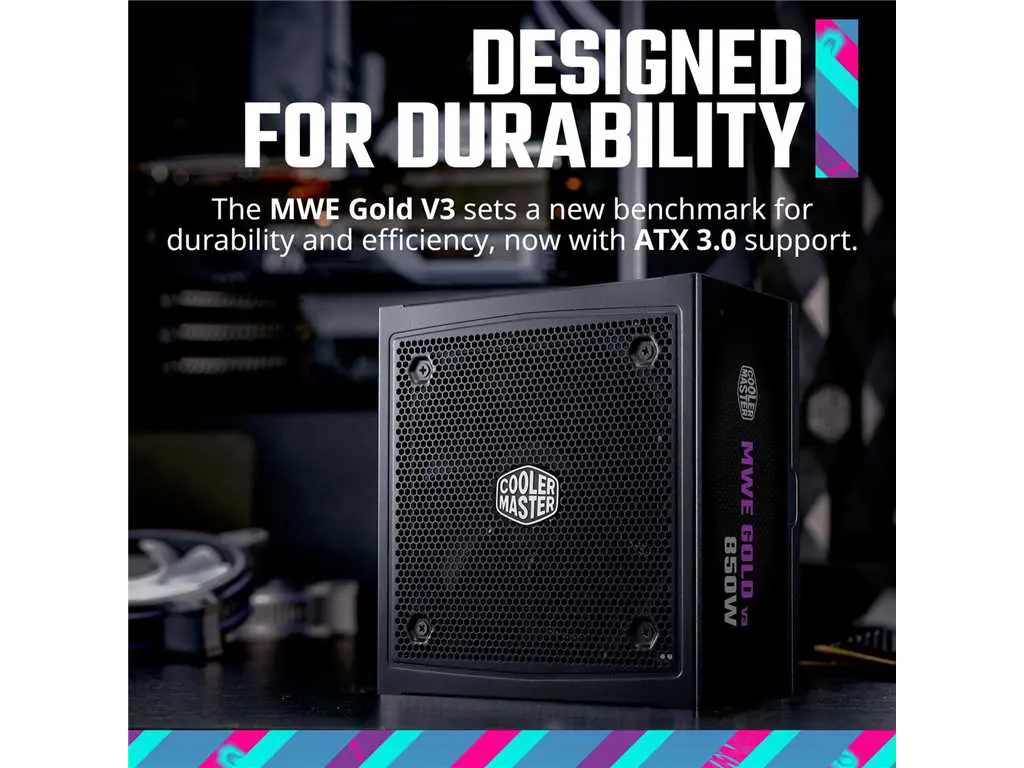 DESIGNED
FOR DURABILITY
The MWE Gold V3 sets a new benchmark for
durability and efficiency, now with ATX 3.0 support.
COOLER
MASTER
COOLER
MASTER
MWE GOLD V3
850W